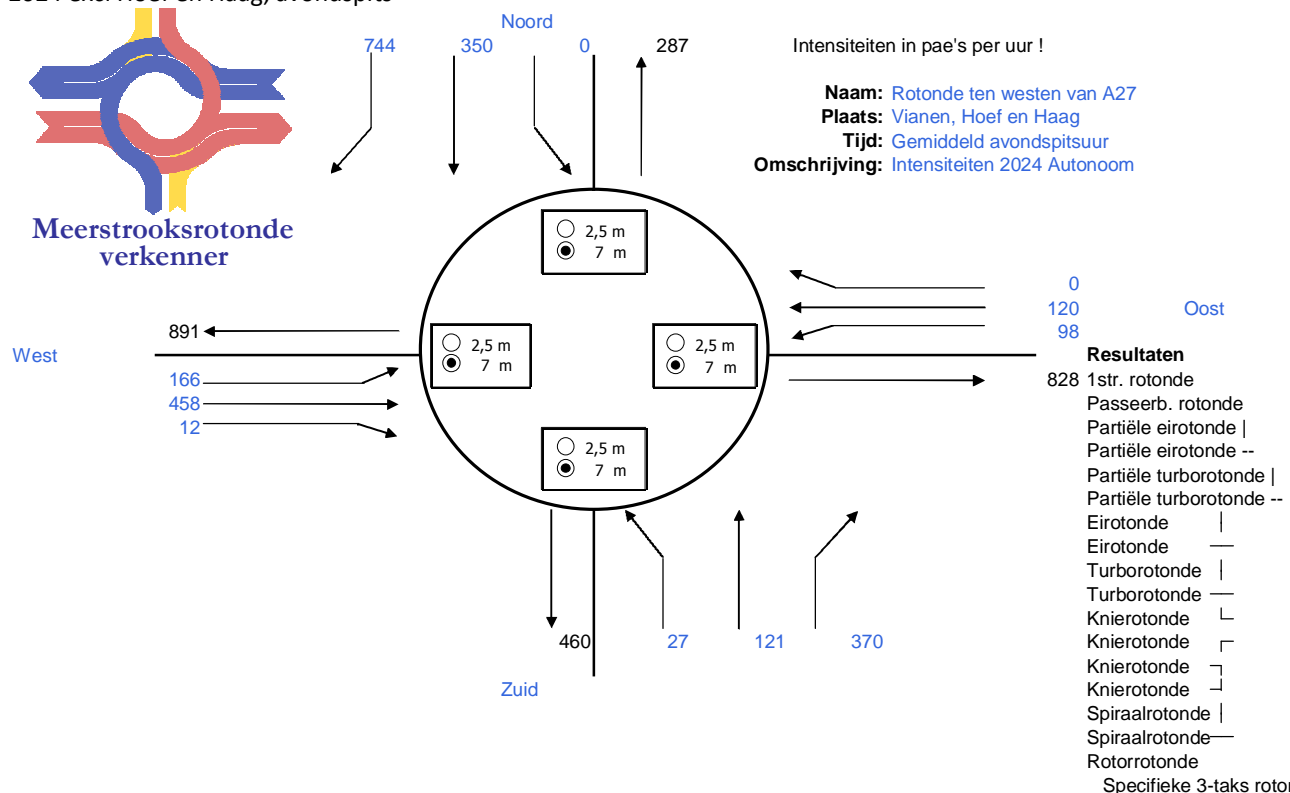 Noord
744 350 0 287
Intensiteiten in pae's per uur !
Naam: Rotonde ten westen van A27
Plaats: Vianen, Hoef en Haag
Tijd: Gemiddeld avondspitsuur
Omschrijving: Intensiteiten 2024 Autonoom
Meerstrooksrotonde
verkenner
2,5 m
7 m
0
120 Oost
98
891
West
2,5 m
7 m
2,5 m
7 m
166
458
12
828
Resultaten
1str. rotonde
Passeerb. rotonde
Partiële eirotonde |
Partiële eirotonde --
Partiële turborotonde |
Partiële turborotonde --
Eirotonde
Eirotonde
Turborotonde
Turborotonde
Knierotonde
Knierotonde
Knierotonde
Knierotonde
Spiraalrotonde
Spiraalrotonde
Rotorrotonde
Specifieke 3-taks
2,5 m
7 m
460 27 121 370
Zuid